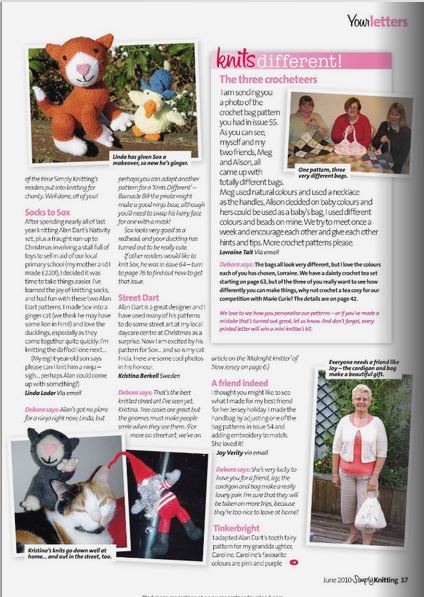 Yourletters
Linda has given Sox a
makeover, so now he's ginger.
of the time Simply Knitting's
readers put into knitting for
charity. Well done, all of you!
Socks to Sox
After spending nearly all of last
year knitting Alan Dart's Nativity
set, plus a fraught run up to
Christmas involving a stall full of
toys to sell in aid of our local
primary school (my mother and I
made £220!), I decided it was
time to take things easier. I've
learned the joy of knitting socks,
and had fun with these two Alan
Dart patterns. I made Sox into a
ginger cat (we think he may have
some lion in him!) and love the
ducklings, especially as they
come together quite quickly. I'm
knitting the daffodil one next...
(My eight-year-old son says
please can I knit him a ninja –
sigh... perhaps Alan could come
up with something?)
Linda Loder Via email
Debora says: Alan's got no plans
for a ninja right now, Linda, but
perhaps you can adapt another
pattern for a 'Knits Different' –
Barnacle Bill the pirate might
make a good ninja base, although
you'd need to swap his hairy face
for one with a mask!
Sox looks very good as a
redhead, and your duckling has
turned out to be really cute.
If other readers would like to
knit Sox, he was in issue 64 – turn
to page 76 to find out how to get
that issue.
Street Dart
Alan Dart is a great designer and I
have used many of his patterns
to do some street art at my local
daycare centre at Christmas as a
surprise. Now I am excited by his
pattern for Sox... and so is my cat
Frida. Here are some cool photos
in his honour.
Kristina Berkell Sweden
Debora says: That's the best
knitted street art I've seen yet,
Kristina. Tree cosies are great but
the gnomes must make people
smile when they see them. (For
more on street art, we've an
Kristina's knits go down well at
home... and out in the street, too.
knits different!
The three crocheteers
I am sending you
a photo of the
crochet bag pattern
you had in issue 55.
As you can see,
myself and my
two friends, Meg
and Alison, all
came up with
totally different bags.
Meg used natural colours and used a necklace
as the handles, Alison decided on baby colours and
hers could be used as a baby's bag. I used different
colours and beads on mine. We try to meet once a
week and encourage each other and give each other
hints and tips. More crochet patterns please.
Lorraine Tait Via email
One pattern, three
very different bags.
Debora says: The bags all look very different, but I love the colours
each of you has chosen, Lorraine. We have a dainty crochet tea set
starting on page 63, but of the three of you really want to see how
differently you can make things, why not crochet a tea cosy for our
competition with Marie Curie? The details are on page 42.
We love to see how you personalise our patterns – or if you've made a
mistake that's turned out great, let us know. And don't forget, every
printed letter will win a mini knitter's kit.
article on the 'Midnight Knitter' of
New Jersey on page 6.)
A friend indeed
I thought you might like to see
what I made for my best friend
for her Jersey holiday. I made the
handbag by adjusting one of the
bag patterns in issue 54 and
adding embroidery to match.
She loved it!
Jay Verity via email
Debora says: She's very lucky to
have you for a friend, Jay; the
cardigan and bag make a really
lovely pair. I'm sure that they will
be taken on more trips, because
they're too nice to leave at home!
Tinkerbright
I adapted Alan Dart's tooth fairy
pattern for my granddaughter,
Caroline. Caroline's favourite
colours are pink and purple
Everyone needs a friend like
Jay – the cardigan and bag
make a beautiful gift.
June 2010 Simply Knitting 17